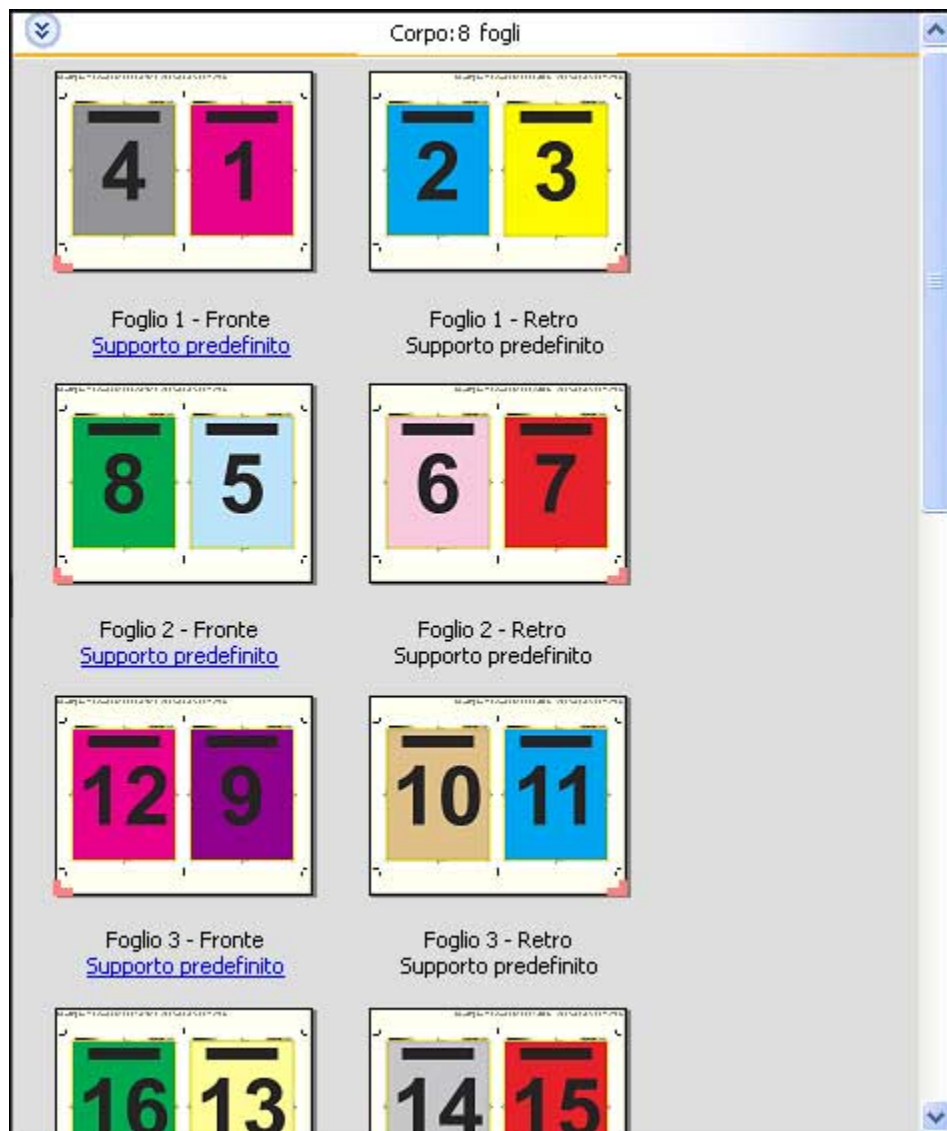 Corpo:8 fogli
4 1 2 3
Foglio 1 - Fronte Foglio 1 - Retro
Supporto predefinito Supporto predefinito
8 5 6 7
Foglio 2 - Fronte Foglio 2 - Retro
Supporto predefinito Supporto predefinito
12 9 10 11
Foglio 3 - Fronte Foglio 3 - Retro
Supporto predefinito Supporto predefinito
16 13 14 15